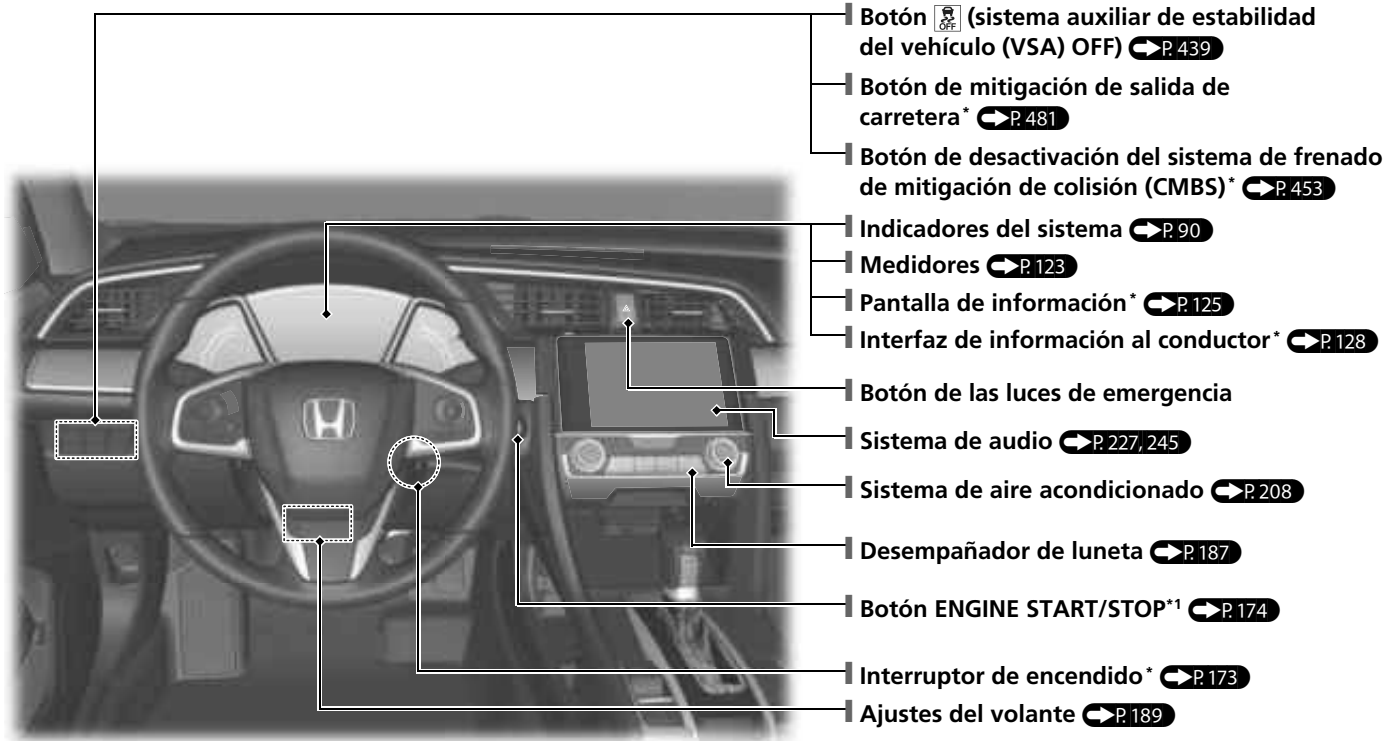 Botón OFF (sistema auxiliar de estabilidad
del vehículo (VSA) OFF) P. 439
Botón de mitigación de salida de
carretera* P. 481
Botón de desactivación del sistema de frenado
de mitigación de colisión (CMBS)* P. 453
Indicadores del sistema P. 90
Medidores P. 123
Pantalla de información* P. 125
Interfaz de información al conductor* P. 128
Botón de las luces de emergencia
Sistema de audio P. 227, 245
Sistema de aire acondicionado P. 208
Desempañador de luneta P. 187
Botón ENGINE START/STOP*1 P. 174
Interruptor de encendido* P. 173
Ajustes del volante P. 189